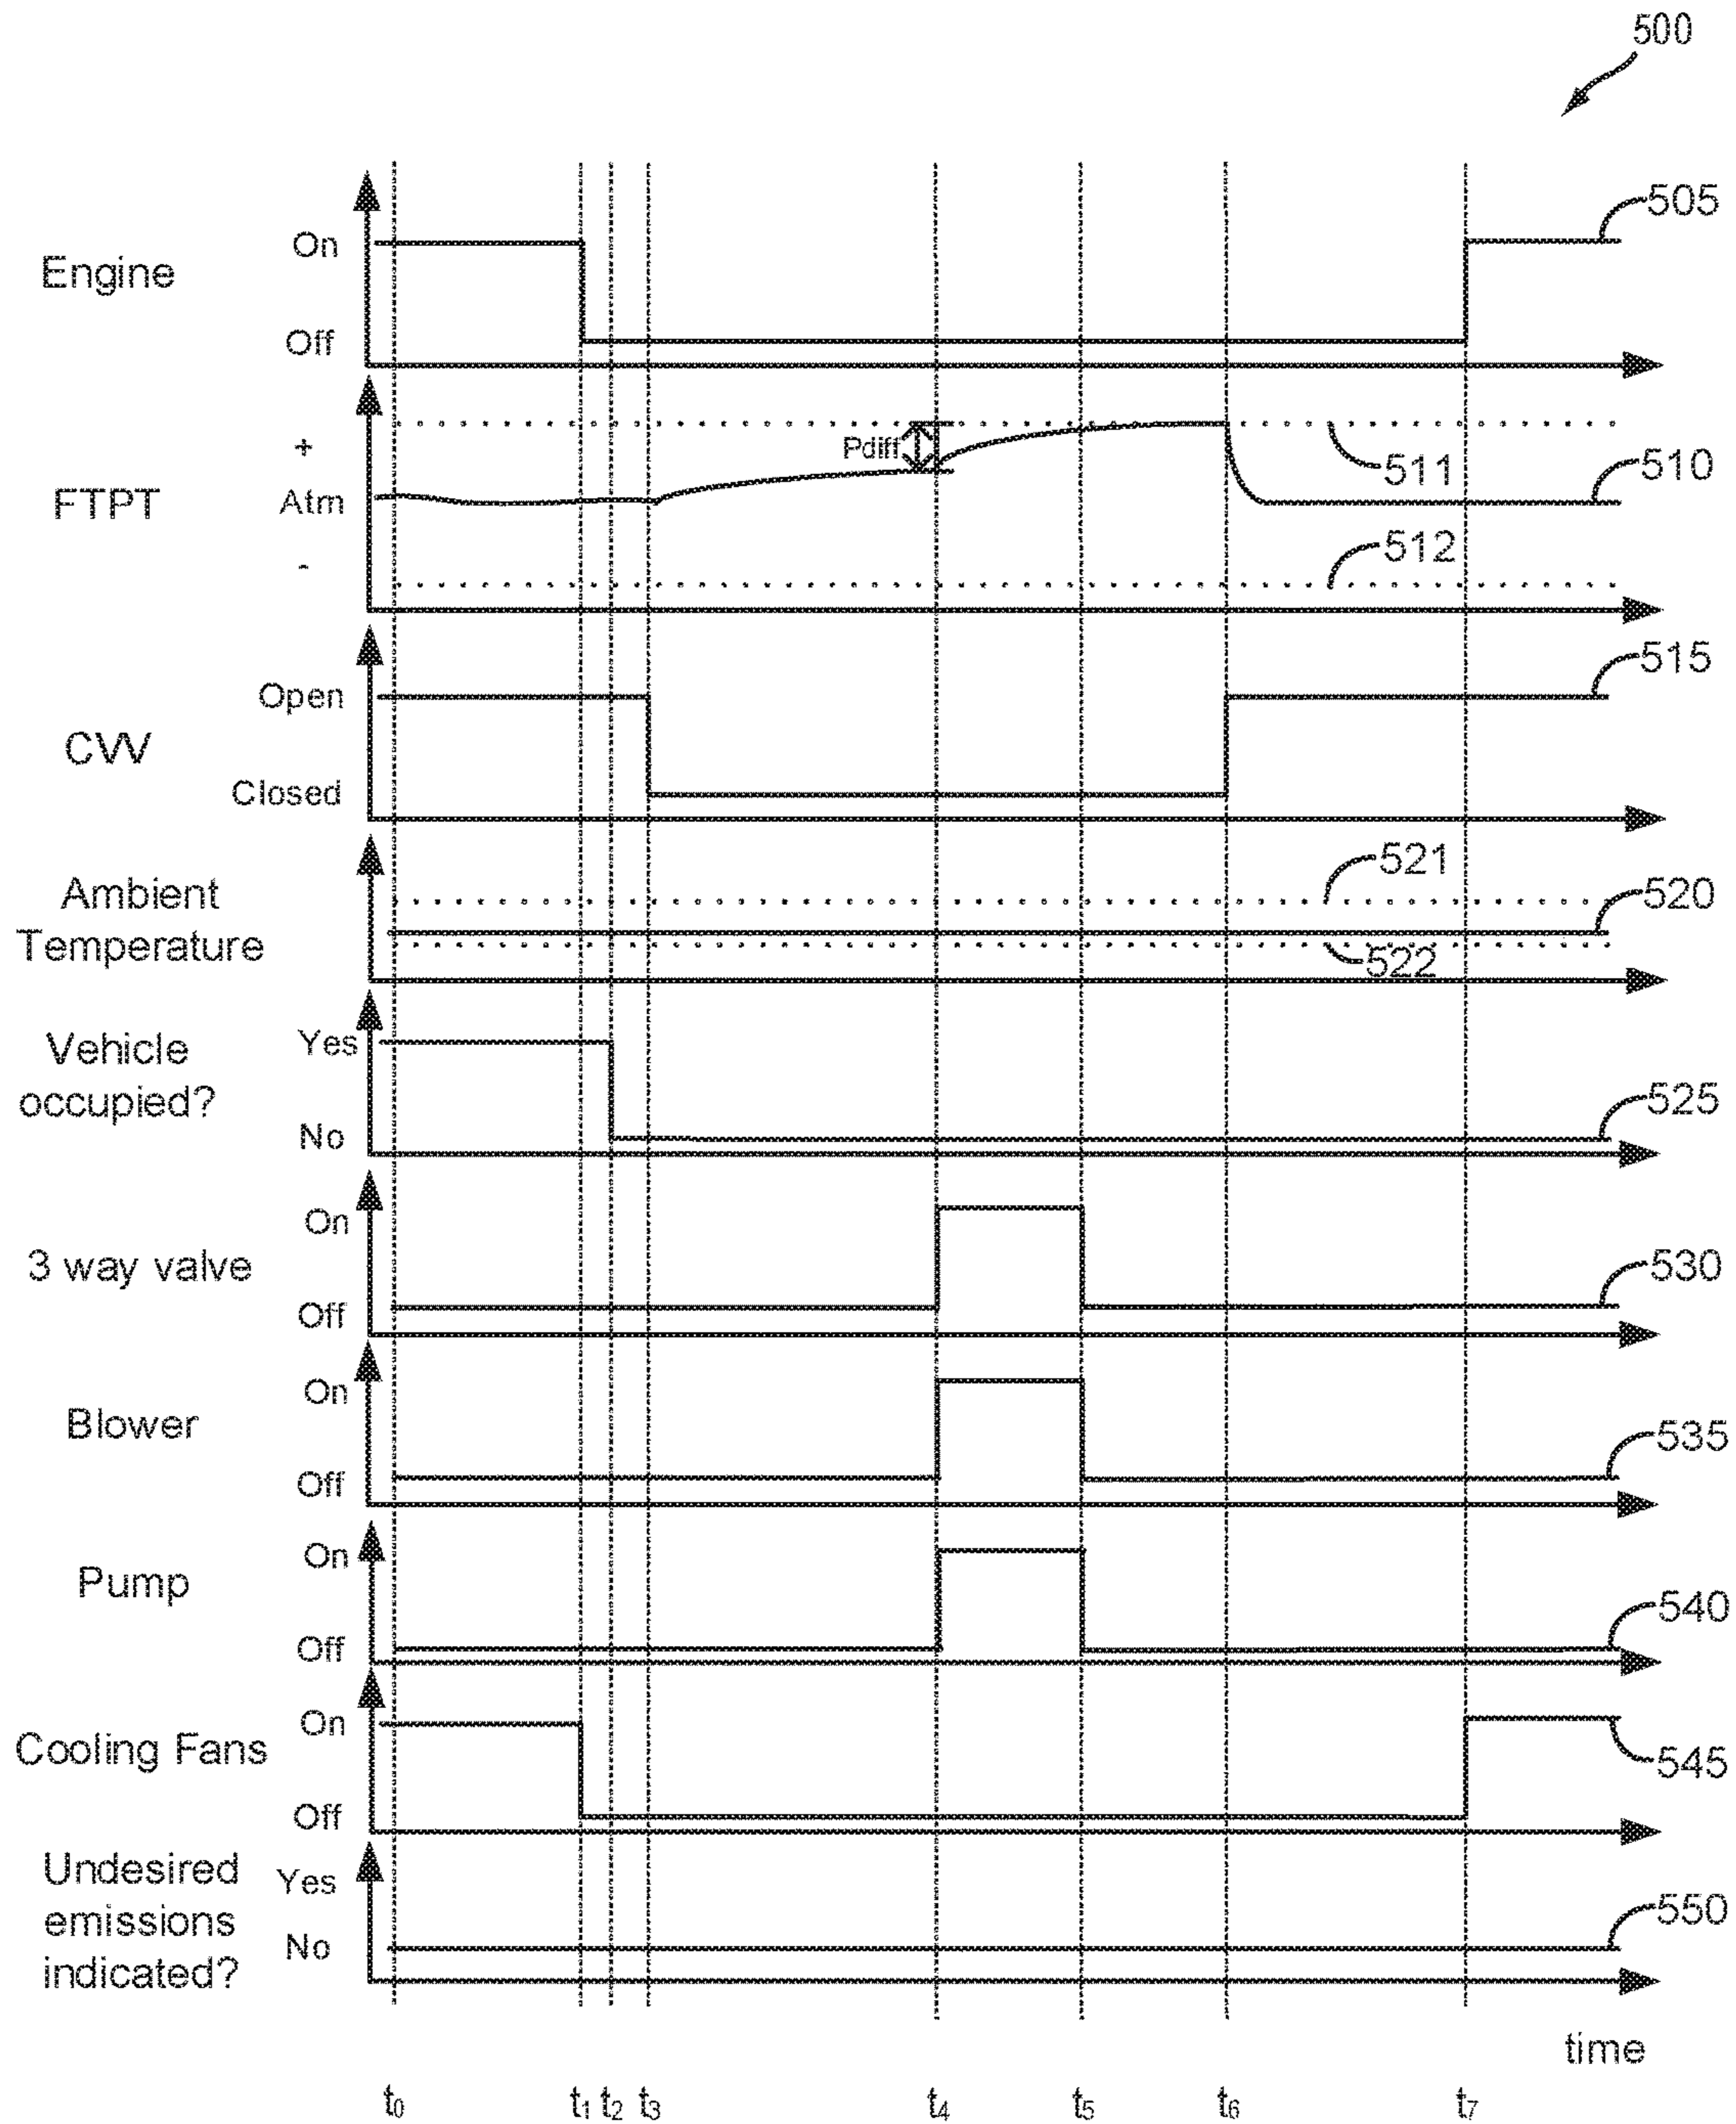 500
Engine
On
Off
505
FTPT
+
Atm
-
Pdiff
511
510
512
CVV
Open
Closed
515
Ambient
Temperature
521
520
522
Vehicle
occupied?
Yes
No
525
3 way valve
On
Off
530
Blower
On
Off
535
Pump
On
Off
540
Cooling Fans
On
Off
545
Undesired
emissions
indicated?
Yes
No
550
time
t0 t1 t2 t3 t4 t5 t6 t7